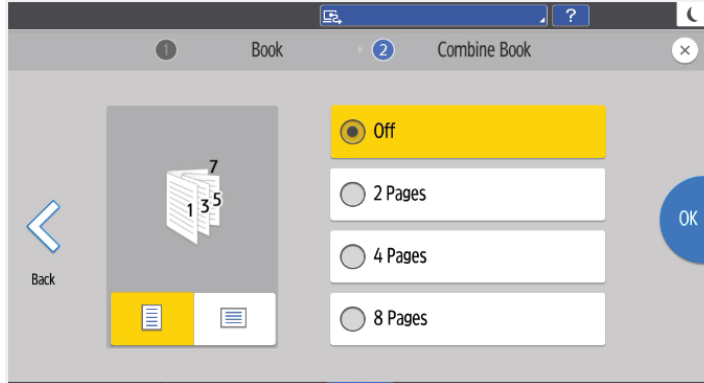 ?
1 Book 2 Combine Book
7
1 3 5
Off
2 Pages
4 Pages
8 Pages
Back
OK